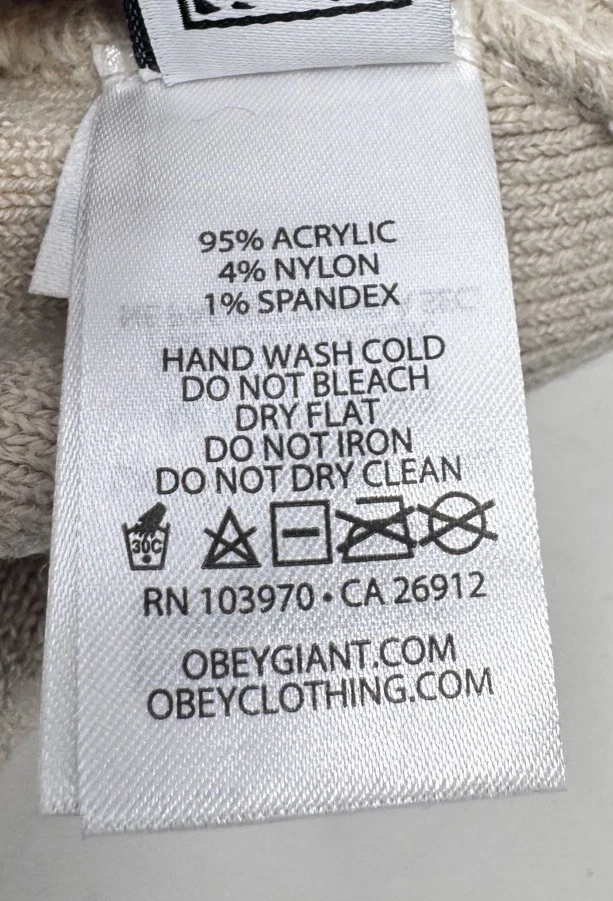 95% ACRYLIC
4% NYLON
1% SPANDEX
HAND WASH COLD
DO NOT BLEACH
DRY FLAT
DO NOT IRON
DO NOT DRY CLEAN
30C
RN 103970 • CA 26912
OBEYGIANT.COM
OBEYCLOTHING.COM